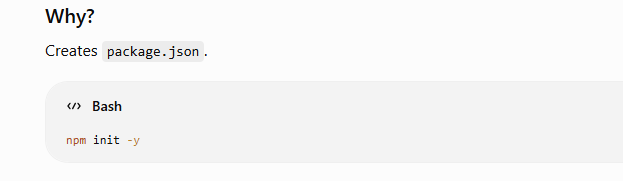 Why?
Creates package.json.
Bash
npm init -y